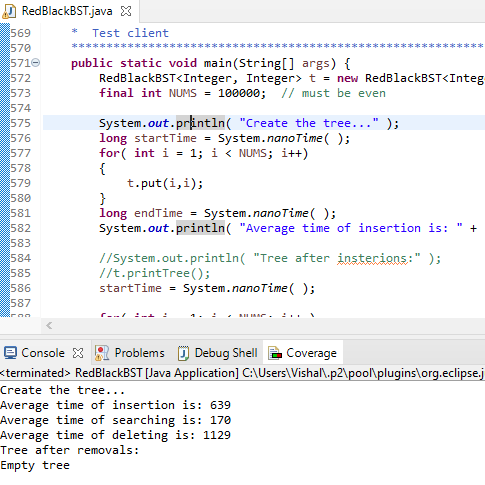 RedBlackBST.java
569 * Term client
570 ************************************************************
571 public static void main(String[] args) {
572 RedBlackBST<Integer, Integer> t = new RedBlackBST<Integ
573 final int NUMS = 100000; // must be even
574
575 System.out.println( "Create the tree..." );
576 long startTime = System.nanoTime( );
577 for( int i = 1; i < NUMS; i++)
578 {
579 t.put(i,i);
580 }
581 long endTime = System.nanoTime( );
582 System.out.println( "Average time of insertion is: " +
583
584 //System.out.println( "Tree after insterions:" );
585 //t.printTree();
586 startTime = System.nanoTime( );
587
588 for( int i = 1; i < NUMS; i++)
Console Problems Debug Shell Coverage
<terminated> RedBlackBST [Java Application] C:\Users\Vishal\.p2\pool\plugins\org.eclipse.j
Create the tree...
Average time of insertion is: 639
Average time of searching is: 170
Average time of deleting is: 1129
Tree after removals:
Empty tree